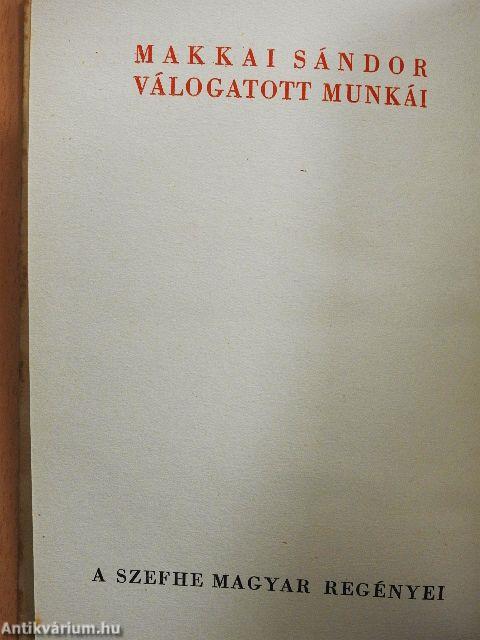 MAKKAI SÁNDOR
VÁLOGATOTT MUNKÁI
A SZEFHE MAGYAR REGÉNYEI
Antikvárium.hu